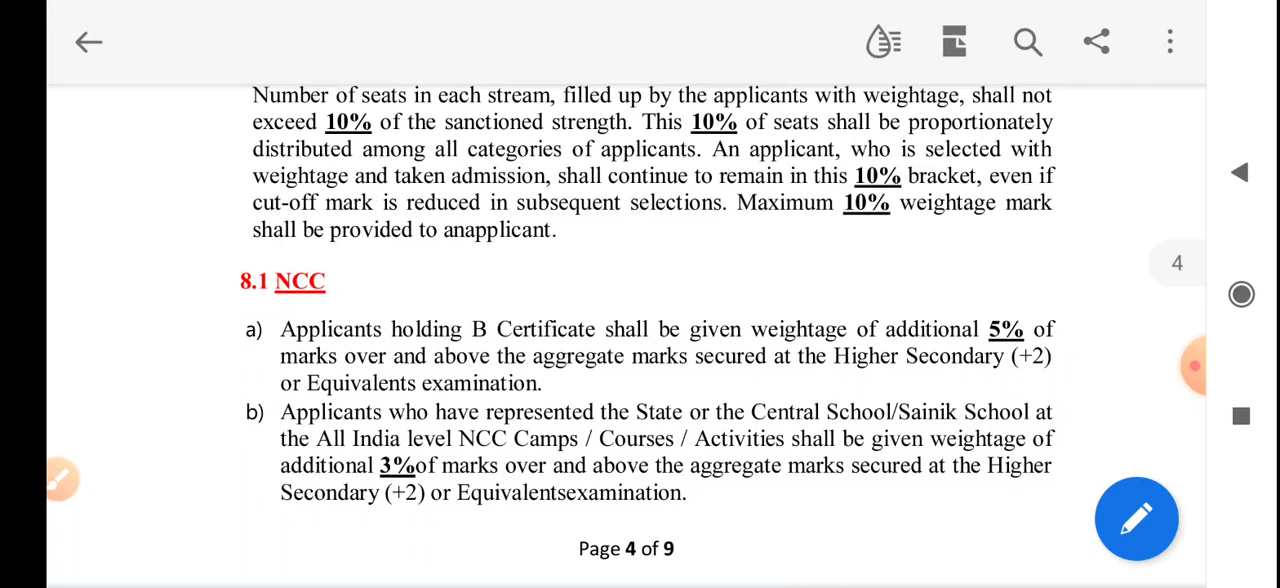 Number of seats in each stream, filled up by the applicants with weightage, shall not
exceed 10% of the sanctioned strength. This 10% of seats shall be proportionately
distributed among all categories of applicants. An applicant, who is selected with
weightage and taken admission, shall continue to remain in this 10% bracket, even if
cut-off mark is reduced in subsequent selections. Maximum 10% weightage mark
shall be provided to anapplicant.
4
8.1 NCC
a) Applicants holding B Certificate shall be given weightage of additional 5% of
marks over and above the aggregate marks secured at the Higher Secondary (+2)
or Equivalents examination.
b) Applicants who have represented the State or the Central School/Sainik School at
the All India level NCC Camps / Courses / Activities shall be given weightage of
additional 3%of marks over and above the aggregate marks secured at the Higher
Secondary (+2) or Equivalentsexamination.
Page 4 of 9